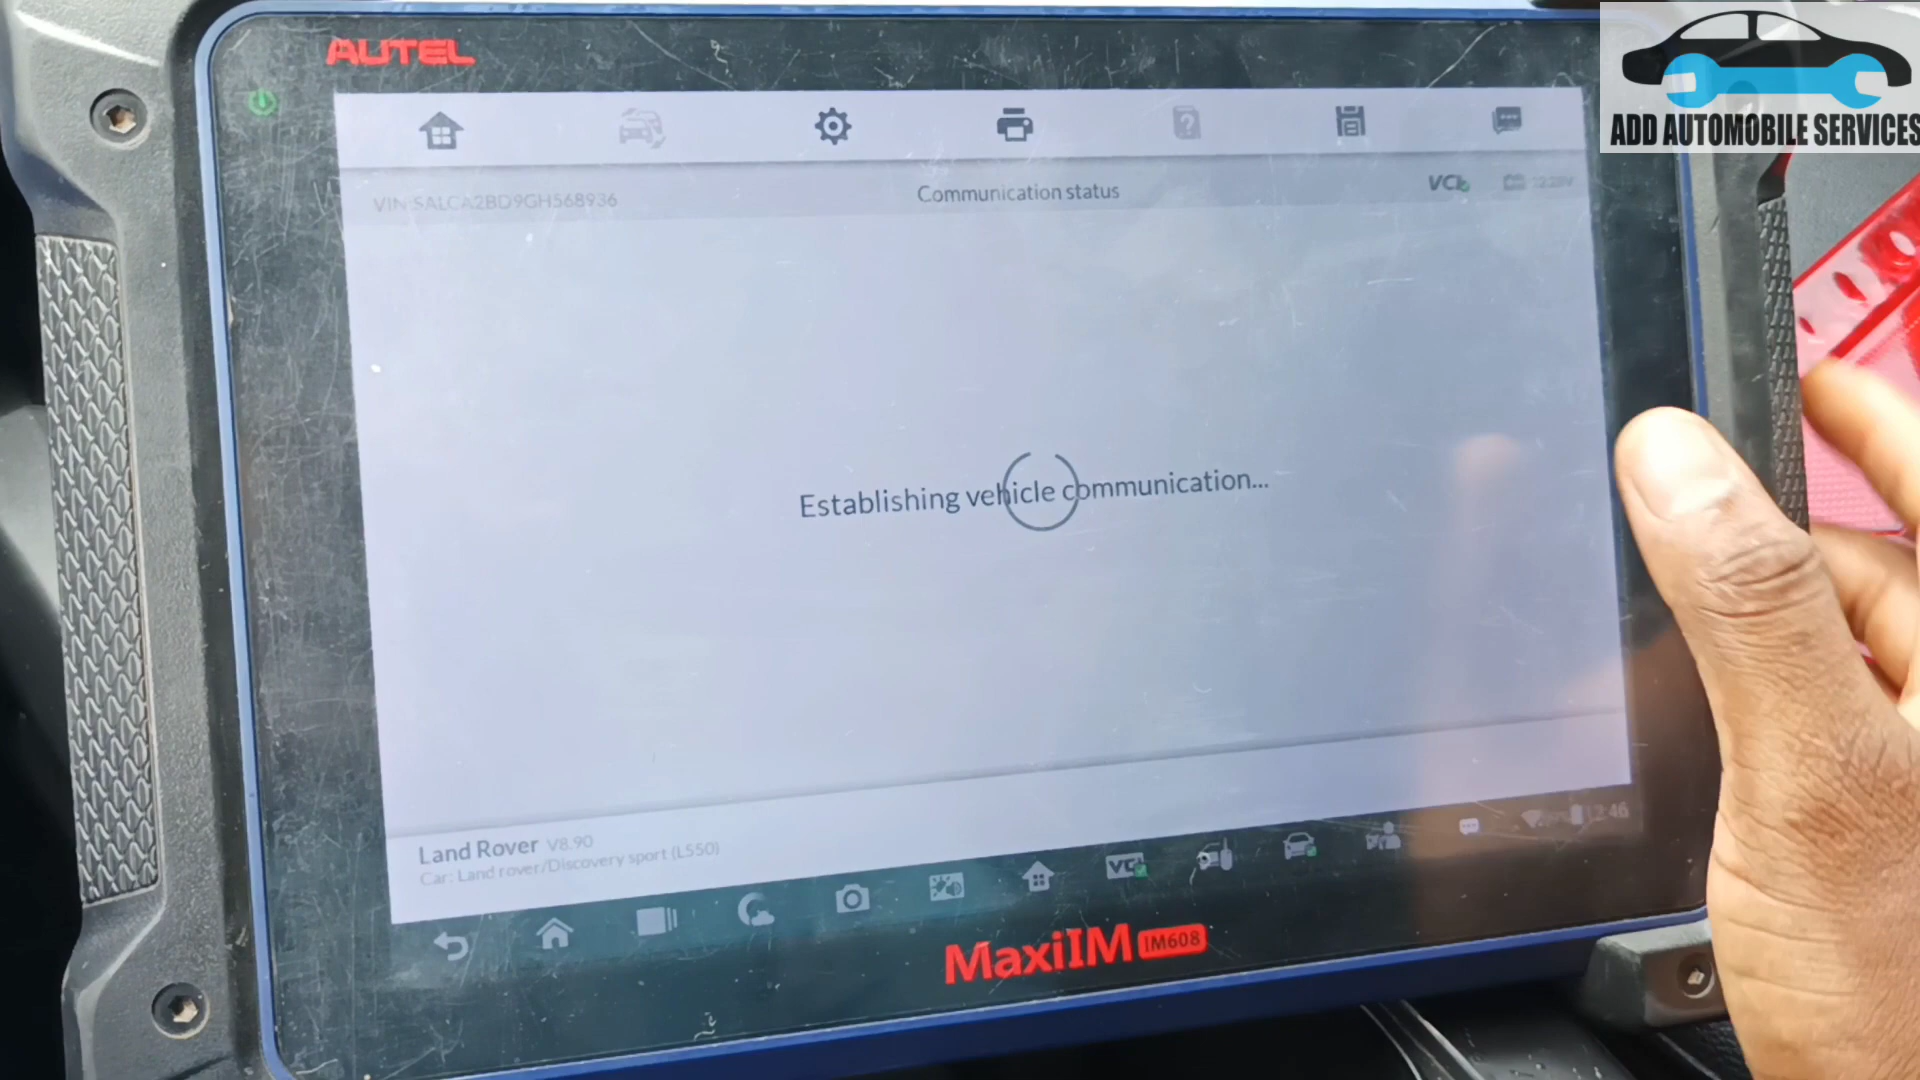 AUTEL
ADD AUTOMOBILE SERVICES
VIN:SALCA2BD9GH568936
Communication status
VCI
Establishing vehicle communication...
Land Rover V8.90
Car: Land rover/Discovery sport (L550)
VCI
MaxiIM IM608